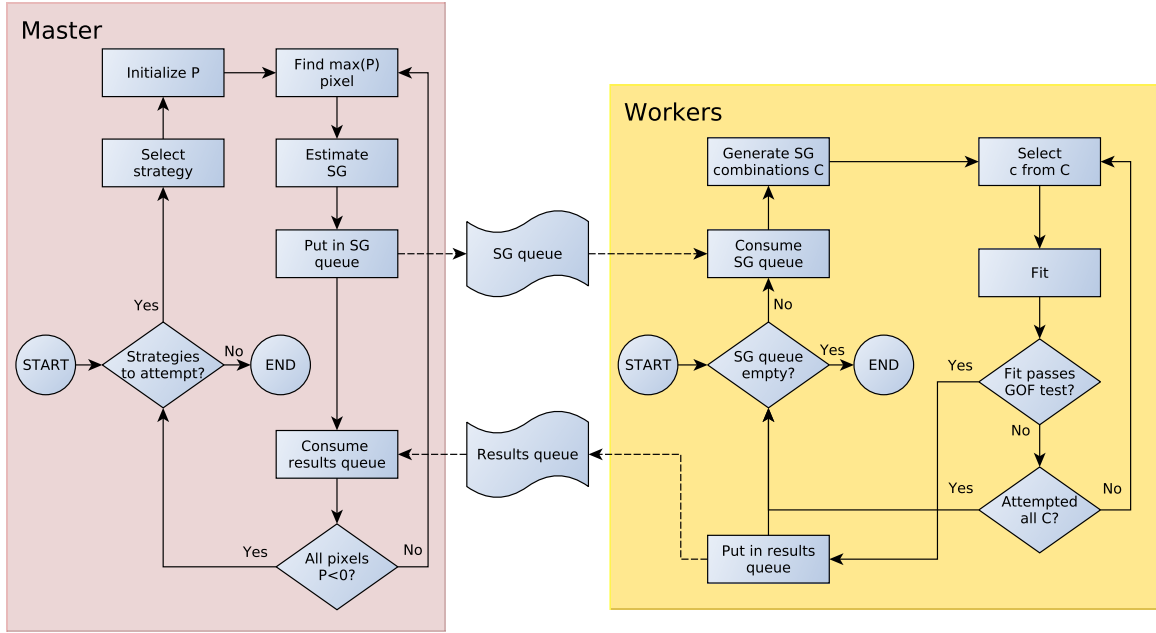 Master
Initialize P
Find max(P)
pixel
Select
strategy
Estimate
SG
Put in SG
queue
Yes
START
Strategies
to attempt?
No
END
Consume
results queue
All pixels
P<0?
Yes
No
SG queue
Results queue
Workers
Generate SG
combinations C
Select
c from C
Consume
SG queue
Fit
No
START
SG queue
empty?
Yes
END
Yes
Fit passes
GOF test?
No
Yes
Attempted
all C?
No
Put in results
queue